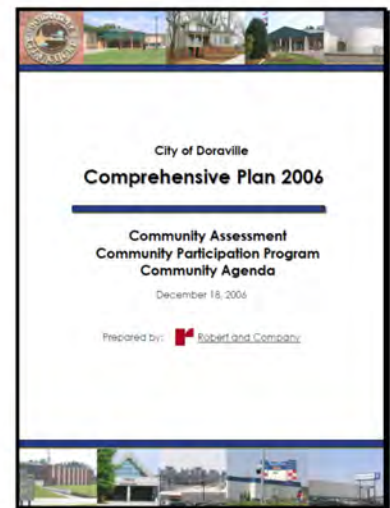 City of Doraville
Comprehensive Plan 2006
Community Assessment
Community Participation Program
Community Agenda
December 18, 2006
Prepared by: Robert and Company